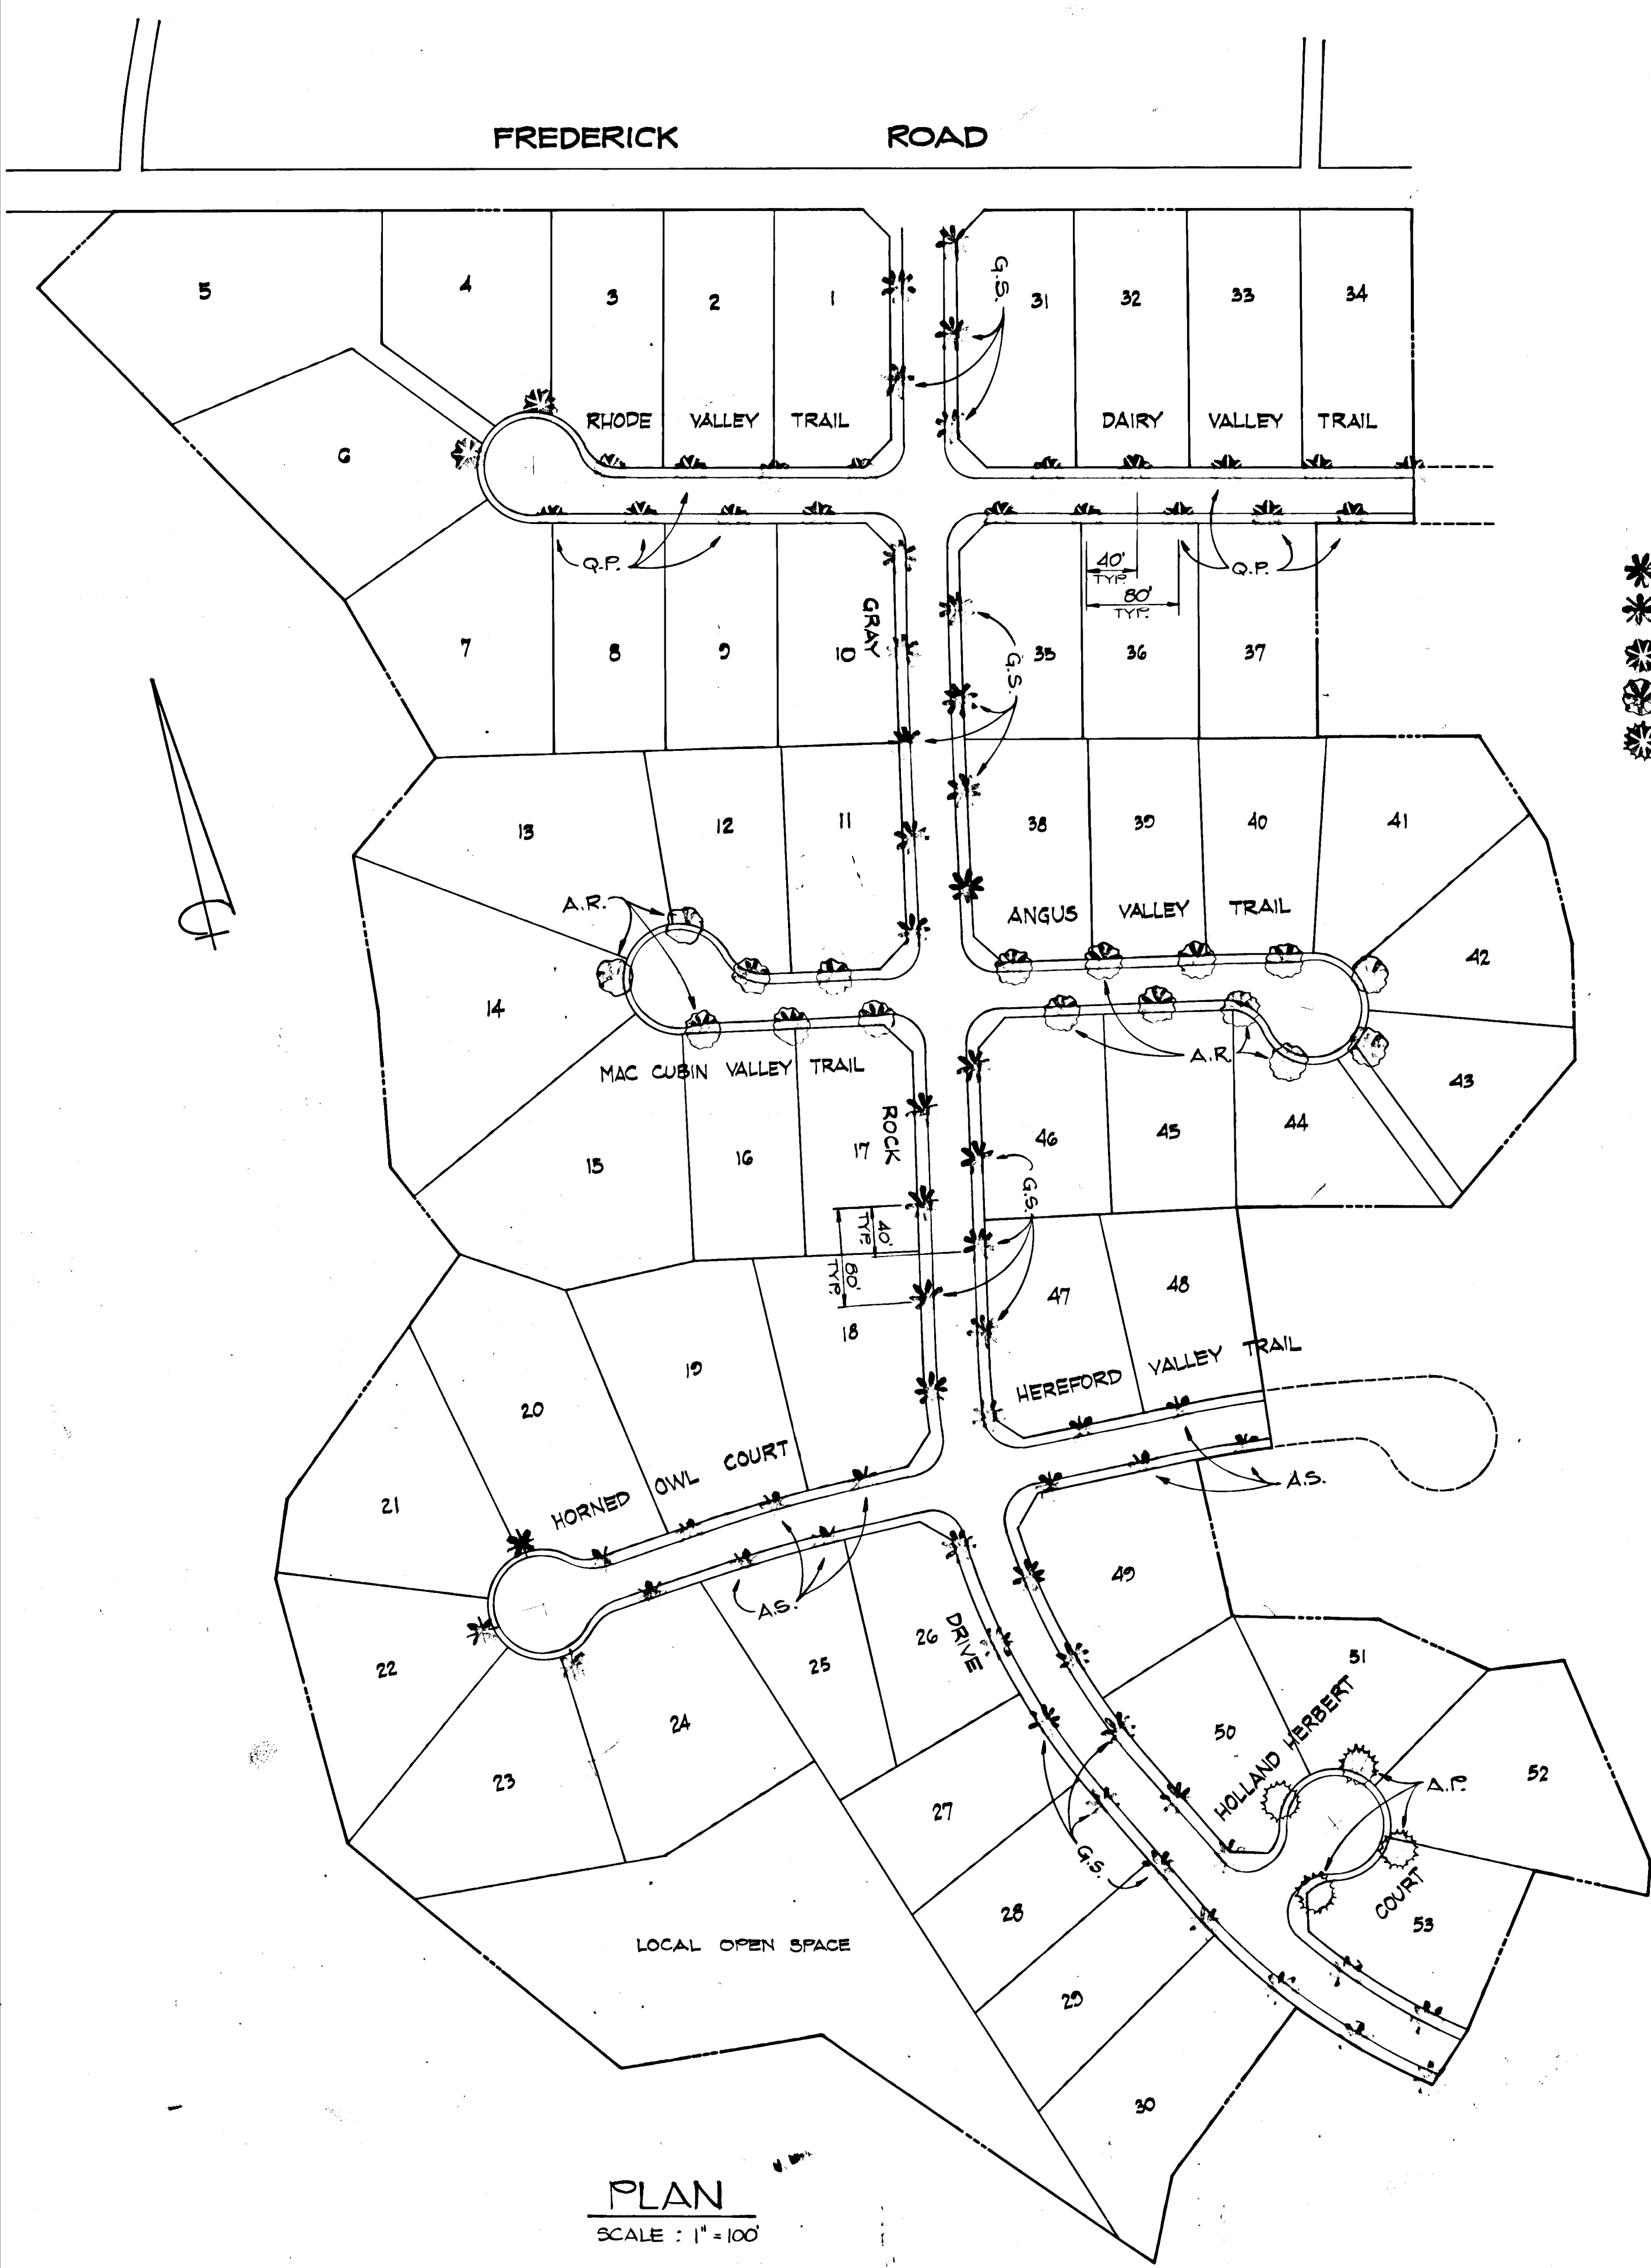 FREDERICK ROAD
5
4
3
2
1
G.S.
31
32
33
34
RHODE VALLEY TRAIL
DAIRY VALLEY TRAIL
6
Q.P.
40'
TYP.
80'
TYP.
Q.P.
GRAY
7
8
9
10
G.S.
35
36
37
13
12
11
38
39
40
41
A.R.
ANGUS VALLEY TRAIL
14
42
A.R.
MAC CUBIN VALLEY TRAIL
43
ROCK
15
16
17
46
45
44
G.S.
40'
TYP.
80'
TYP.
18
47
48
19
20
HEREFORD VALLEY TRAIL
A.S.
HORNED OWL COURT
21
49
A.S.
DRIVE
22
26
25
24
23
51
50
HOLLAND HERBERT
COURT
A.P.
52
27
G.S.
28
53
LOCAL OPEN SPACE
29
30
PLAN
SCALE : 1" = 100'